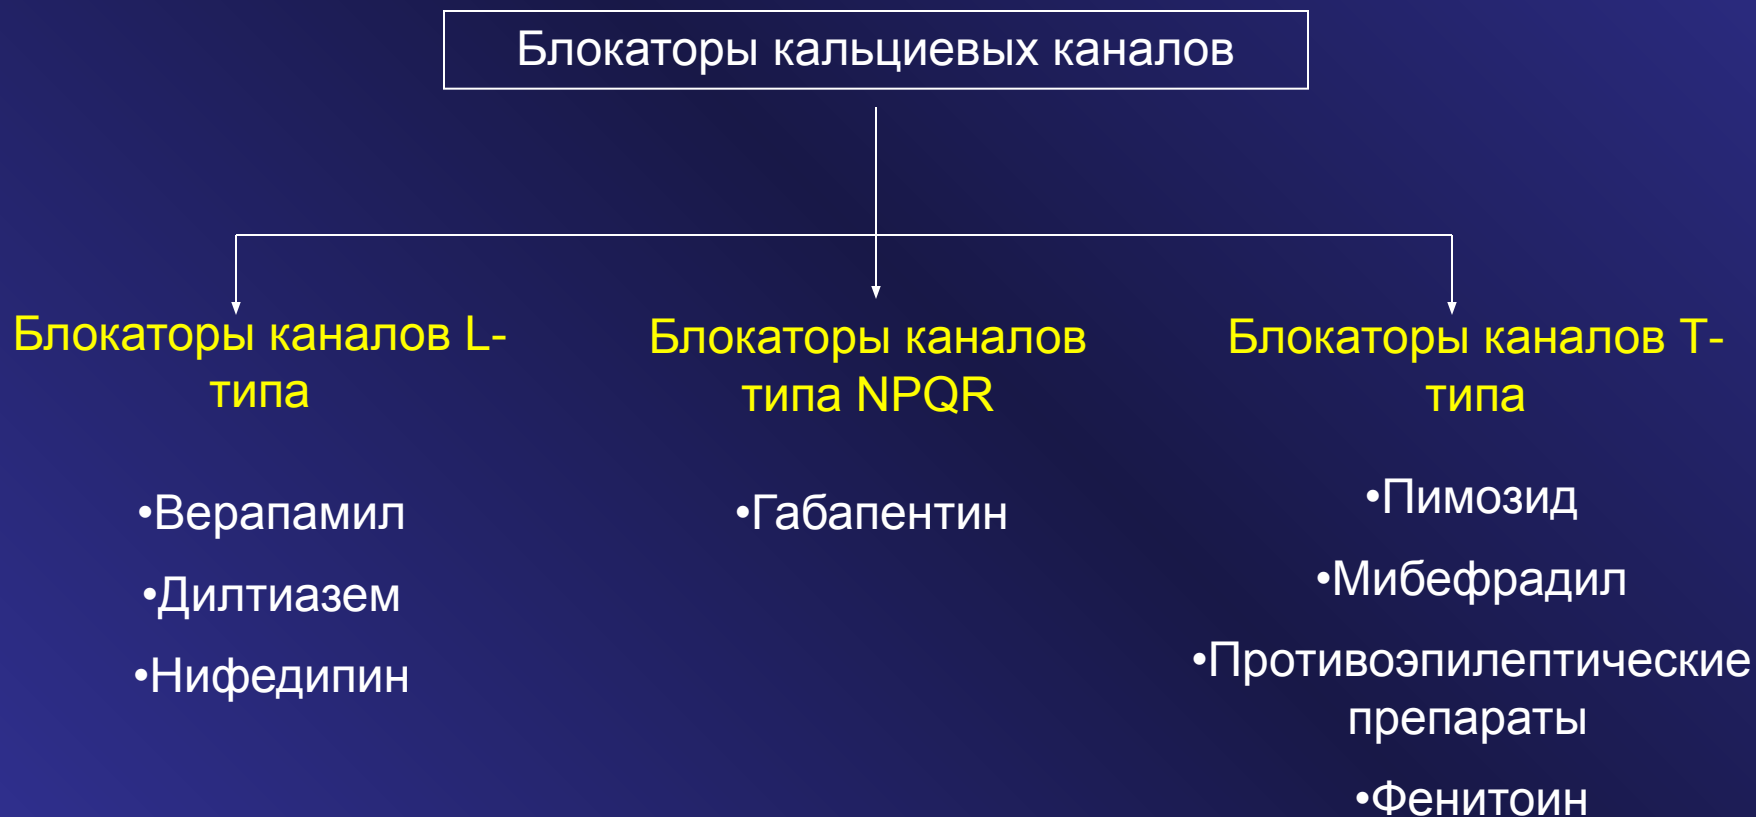 Блокаторы кальциевых каналов
Блокаторы каналов L-
типа
•Верапамил
•Дилтиазем
•Нифедипин
Блокаторы каналов
типа NPQR
•Габапентин
Блокаторы каналов Т-
типа
•Пимозид
•Мибефрадил
•Противоэпилептические
препараты
•Фенитоин